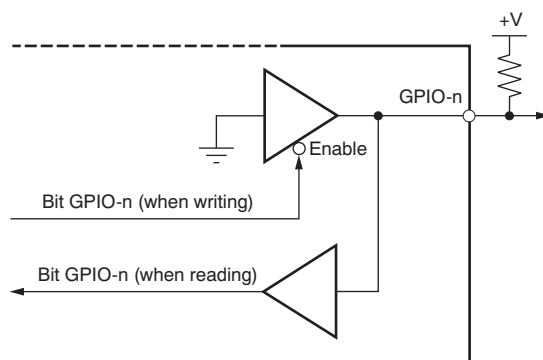 +V
GPIO-n
Enable
Bit GPIO-n (when writing)
Bit GPIO-n (when reading)